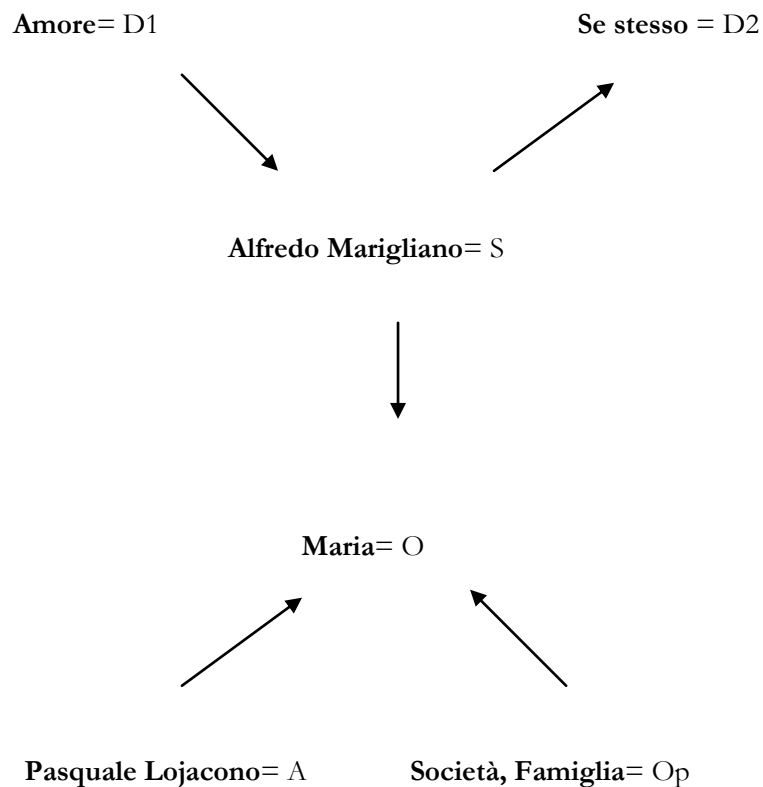 Amore= D1
Se stesso = D2
Alfredo Marigliano= S
Maria= O
Pasquale Lojacono= A
Società, Famiglia= Op